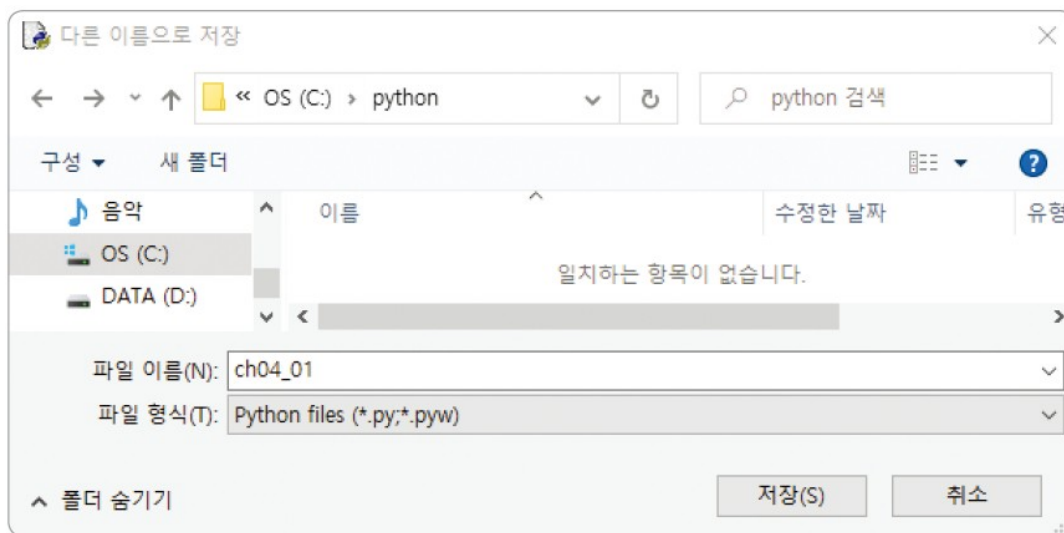 다른 이름으로 저장
« OS (C:) › python
python 검색
구성
새 폴더
음악
OS (C:)
DATA (D:)
이름
수정한 날짜
유형
일치하는 항목이 없습니다.
파일 이름(N): ch04_01
파일 형식(T): Python files (*.py;*.pyw)
폴더 숨기기
저장(S)
취소